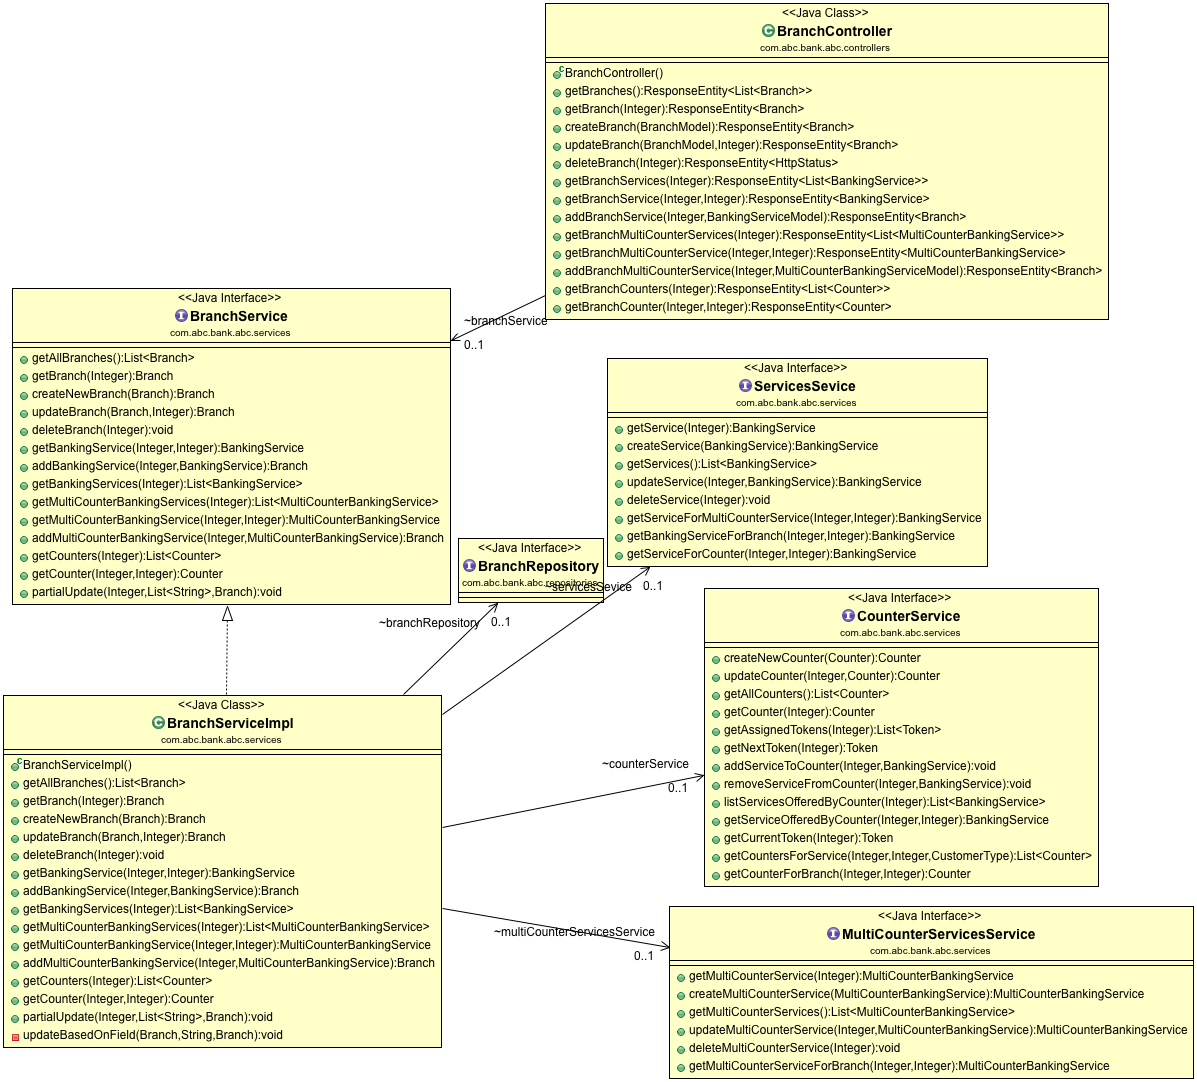 <<Java Class>>
BranchController
com.abc.bank.abc.controllers
BranchController()
getBranches():ResponseEntity<List<Branch>>
getBranch(Integer):ResponseEntity<Branch>
createBranch(BranchModel):ResponseEntity<Branch>
updateBranch(BranchModel,Integer):ResponseEntity<Branch>
deleteBranch(Integer):ResponseEntity<HttpStatus>
getBranchServices(Integer):ResponseEntity<List<BankingService>>
getBranchService(Integer,Integer):ResponseEntity<BankingService>
addBranchService(Integer,BankingServiceModel):ResponseEntity<Branch>
getBranchMultiCounterServices(Integer):ResponseEntity<List<MultiCounterBankingService>>
getBranchMultiCounterService(Integer,Integer):ResponseEntity<MultiCounterBankingService>
addBranchMultiCounterService(Integer,MultiCounterBankingServiceModel):ResponseEntity<Branch>
getBranchCounters(Integer):ResponseEntity<List<Counter>>
getBranchCounter(Integer,Integer):ResponseEntity<Counter>
~branchService
0..1
<<Java Interface>>
BranchService
com.abc.bank.abc.services
getAllBranches():List<Branch>
getBranch(Integer):Branch
createNewBranch(Branch):Branch
updateBranch(Branch,Integer):Branch
deleteBranch(Integer):void
getBankingService(Integer,Integer):BankingService
addBankingService(Integer,BankingService):Branch
getBankingServices(Integer):List<BankingService>
getMultiCounterBankingServices(Integer):List<MultiCounterBankingService>
getMultiCounterBankingService(Integer,Integer):MultiCounterBankingService
addMultiCounterBankingService(Integer,MultiCounterBankingService):Branch
getCounters(Integer):List<Counter>
getCounter(Integer,Integer):Counter
partialUpdate(Integer,List<String>,Branch):void
<<Java Interface>>
ServicesSevice
com.abc.bank.abc.services
getService(Integer):BankingService
createService(BankingService):BankingService
getServices():List<BankingService>
updateService(Integer,BankingService):BankingService
deleteService(Integer):void
getServiceForMultiCounterService(Integer,Integer):BankingService
getBankingServiceForBranch(Integer,Integer):BankingService
getServiceForCounter(Integer,Integer):BankingService
<<Java Interface>>
BranchRepository
com.abc.bank.abc.repositories
~servicesSevice
0..1
~branchRepository
0..1
<<Java Interface>>
CounterService
com.abc.bank.abc.services
createNewCounter(Counter):Counter
updateCounter(Integer,Counter):Counter
getAllCounters():List<Counter>
getCounter(Integer):Counter
getAssignedTokens(Integer):List<Token>
getNextToken(Integer):Token
addServiceToCounter(Integer,BankingService):void
removeServiceFromCounter(Integer,BankingService):void
listServicesOfferedByCounter(Integer):List<BankingService>
getServiceOfferedByCounter(Integer,Integer):BankingService
getCurrentToken(Integer):Token
getCountersForService(Integer,Integer,CustomerType):List<Counter>
getCounterForBranch(Integer,Integer):Counter
~counterService
0..1
<<Java Class>>
BranchServiceImpl
com.abc.bank.abc.services
BranchServiceImpl()
getAllBranches():List<Branch>
getBranch(Integer):Branch
createNewBranch(Branch):Branch
updateBranch(Branch,Integer):Branch
deleteBranch(Integer):void
getBankingService(Integer,Integer):BankingService
addBankingService(Integer,BankingService):Branch
getBankingServices(Integer):List<BankingService>
getMultiCounterBankingServices(Integer):List<MultiCounterBankingService>
getMultiCounterBankingService(Integer,Integer):MultiCounterBankingService
addMultiCounterBankingService(Integer,MultiCounterBankingService):Branch
getCounters(Integer):List<Counter>
getCounter(Integer,Integer):Counter
partialUpdate(Integer,List<String>,Branch):void
updateBasedOnField(Branch,String,Branch):void
~multiCounterServicesService
0..1
<<Java Interface>>
MultiCounterServicesService
com.abc.bank.abc.services
getMultiCounterService(Integer):MultiCounterBankingService
createMultiCounterService(MultiCounterBankingService):MultiCounterBankingService
getMultiCounterServices():List<MultiCounterBankingService>
updateMultiCounterService(Integer,MultiCounterBankingService):MultiCounterBankingService
deleteMultiCounterService(Integer):void
getMultiCounterServiceForBranch(Integer,Integer):MultiCounterBankingService